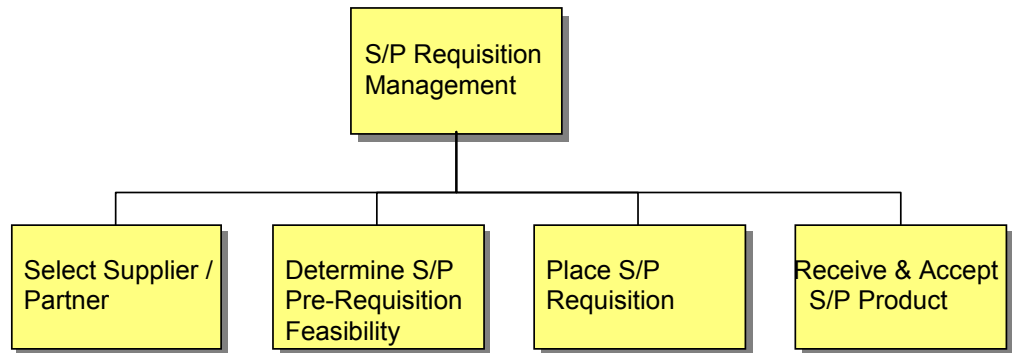 S/P Requisition
Management
Select Supplier /
Partner
Determine S/P
Pre-Requisition
Feasibility
Place S/P
Requisition
Receive & Accept
S/P Product